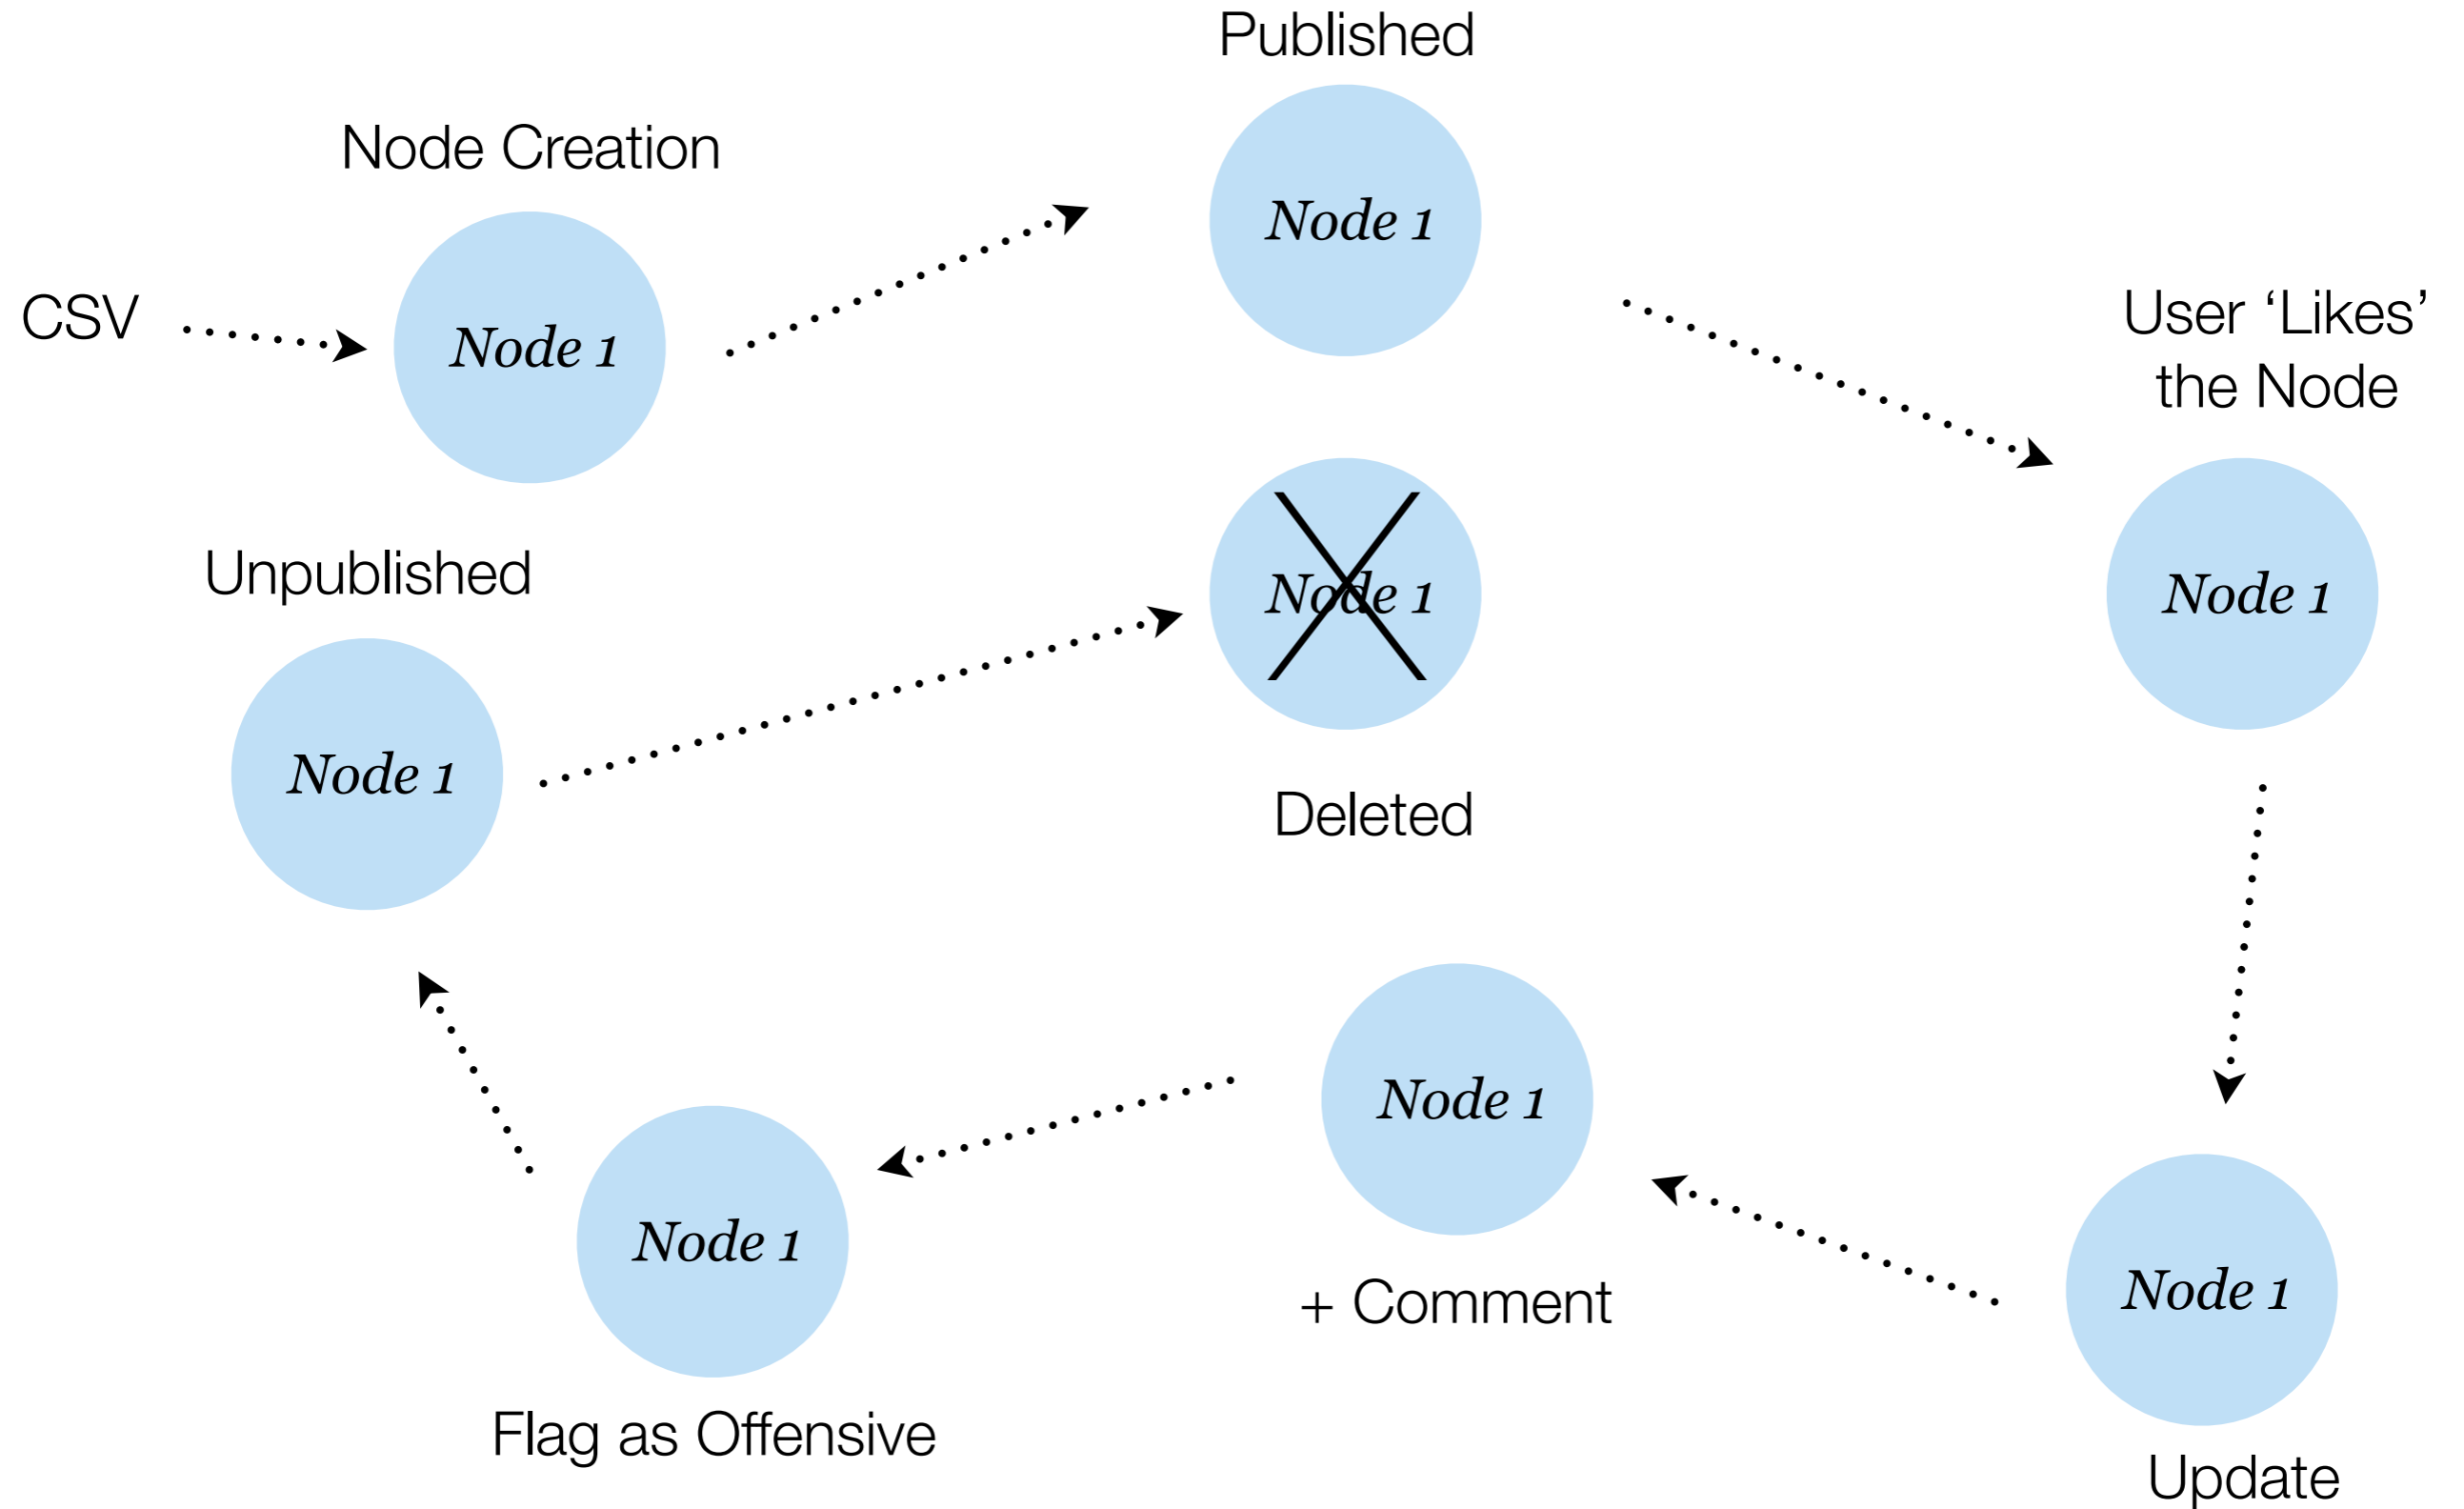 Published
Node 1
Node Creation
Node 1
CSV
User ‘Likes’
the Node
Node 1
Unpublished
Node 1
Node 1
Deleted
Node 1
+ Comment
Node 1
Flag as Offensive
Node 1
Update